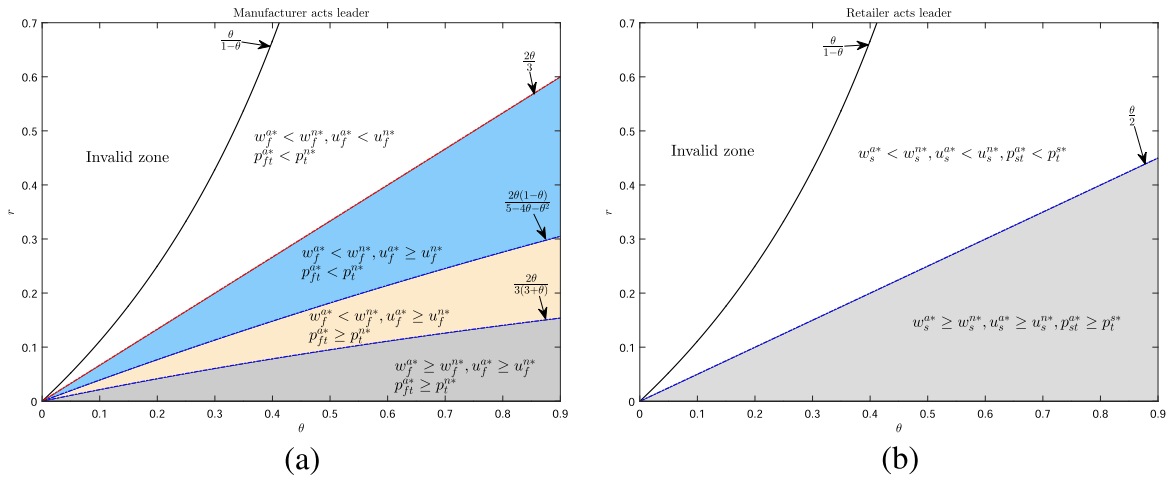 Manufacturer acts leader
0.7
0.6
0.5
0.4
0.3
0.2
0.1
0
r
0 0.1 0.2 0.3 0.4 0.5 0.6 0.7 0.8 0.9
θ
θ/(1−θ)
2θ/3
2θ(1−θ)/(5−4θ−θ²)
2θ/(3(3+θ))
Invalid zone
w_f^{a*} < w_f^{n*}, u_f^{a*} < u_f^{n*}
p_{ft}^{a*} < p_t^{n*}
w_f^{a*} < w_f^{n*}, u_f^{a*} ≥ u_f^{n*}
p_{ft}^{a*} < p_t^{n*}
w_f^{a*} < w_f^{n*}, u_f^{a*} ≥ u_f^{n*}
p_{ft}^{a*} ≥ p_t^{n*}
w_f^{a*} ≥ w_f^{n*}, u_f^{a*} ≥ u_f^{n*}
p_{ft}^{a*} ≥ p_t^{n*}
(a)
Retailer acts leader
0.7
0.6
0.5
0.4
0.3
0.2
0.1
0
r
0 0.1 0.2 0.3 0.4 0.5 0.6 0.7 0.8 0.9
θ
θ/(1−θ)
θ/2
Invalid zone
w_s^{a*} < w_s^{n*}, u_s^{a*} < u_s^{n*}, p_{st}^{a*} < p_t^{s*}
w_s^{a*} ≥ w_s^{n*}, u_s^{a*} ≥ u_s^{n*}, p_{st}^{a*} ≥ p_t^{s*}
(b)